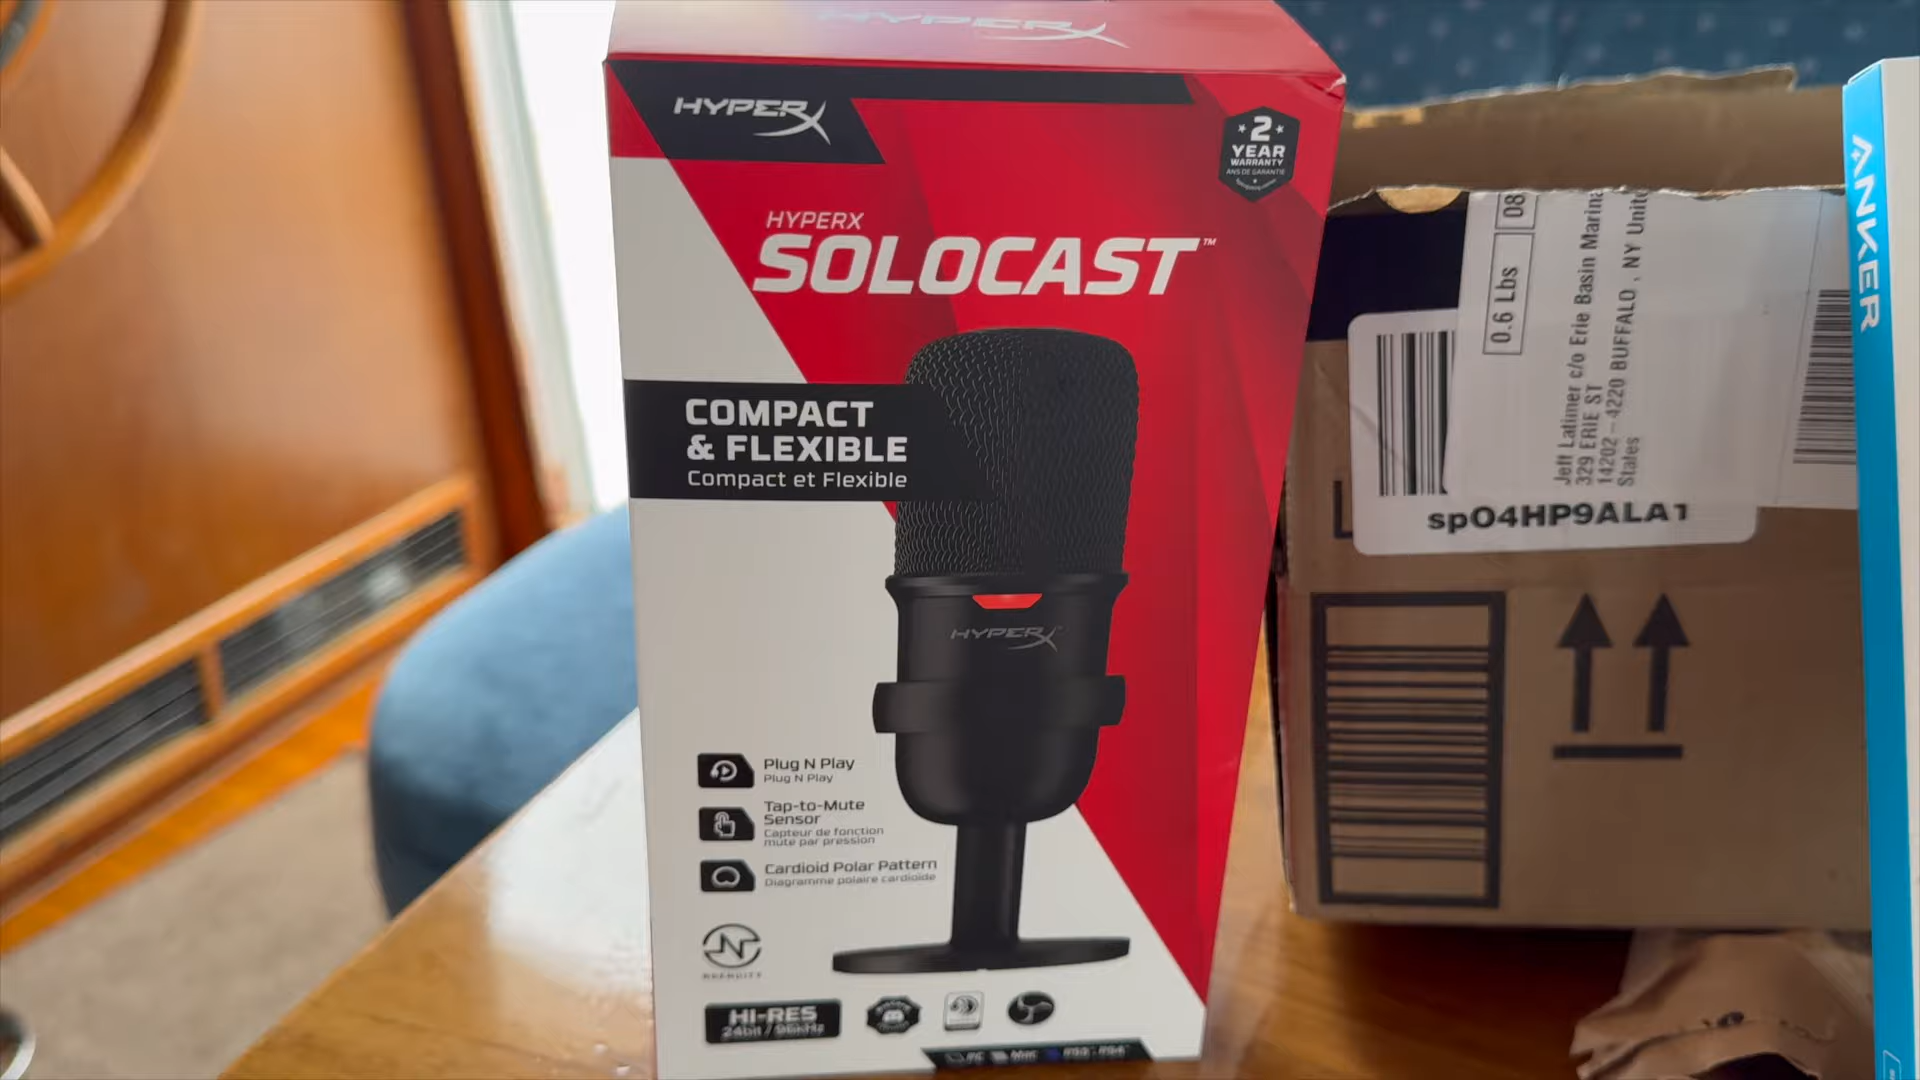 HYPERX
HYPERX
2
YEAR
WARRANTY
ANS DE GARANTIE
HYPERX
SOLOCAST™
COMPACT
& FLEXIBLE
Compact et Flexible
HYPERX
Plug N Play
Plug N Play
Tap-to-Mute
Sensor
Capteur de fonction
mute par pression
Cardioid Polar Pattern
Diagramme polaire cardioïde
HI-RES
24bit / 96kHz
0.6 Lbs
08
Jeff Latimer c/o Erie Basin Marina
329 ERIE ST
14202-4220 BUFFALO , NY Unite
States
spO4HP9ALA1
ANKER